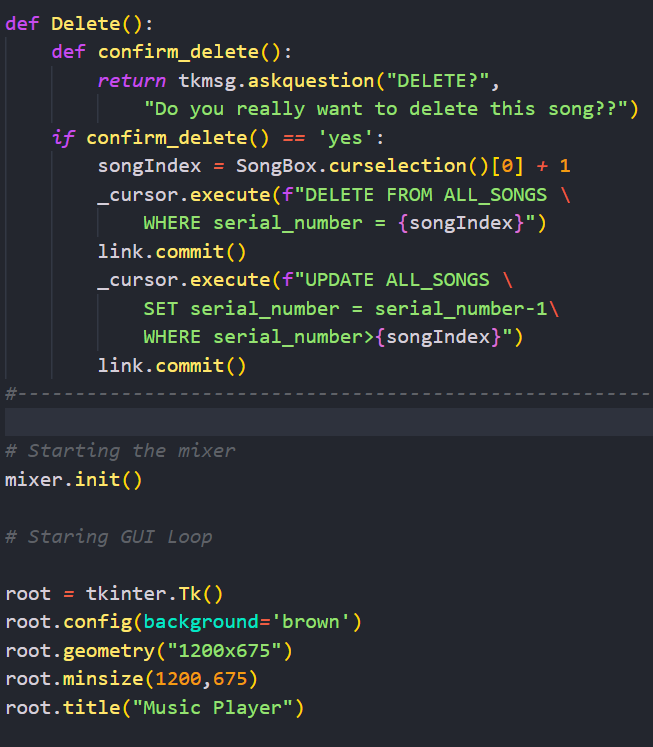 def Delete():
    def confirm_delete():
        return tkmsg.askquestion("DELETE?",
            "Do you really want to delete this song??")
    if confirm_delete() == 'yes':
        songIndex = SongBox.curselection()[0] + 1
        _cursor.execute(f"DELETE FROM ALL_SONGS \
            WHERE serial_number = {songIndex}")
        link.commit()
        _cursor.execute(f"UPDATE ALL_SONGS \
            SET serial_number = serial_number-1\
            WHERE serial_number>{songIndex}")
        link.commit()
#-------------------------------------------------------
# Starting the mixer
mixer.init()
# Staring GUI Loop
root = tkinter.Tk()
root.config(background='brown')
root.geometry("1200x675")
root.minsize(1200,675)
root.title("Music Player")